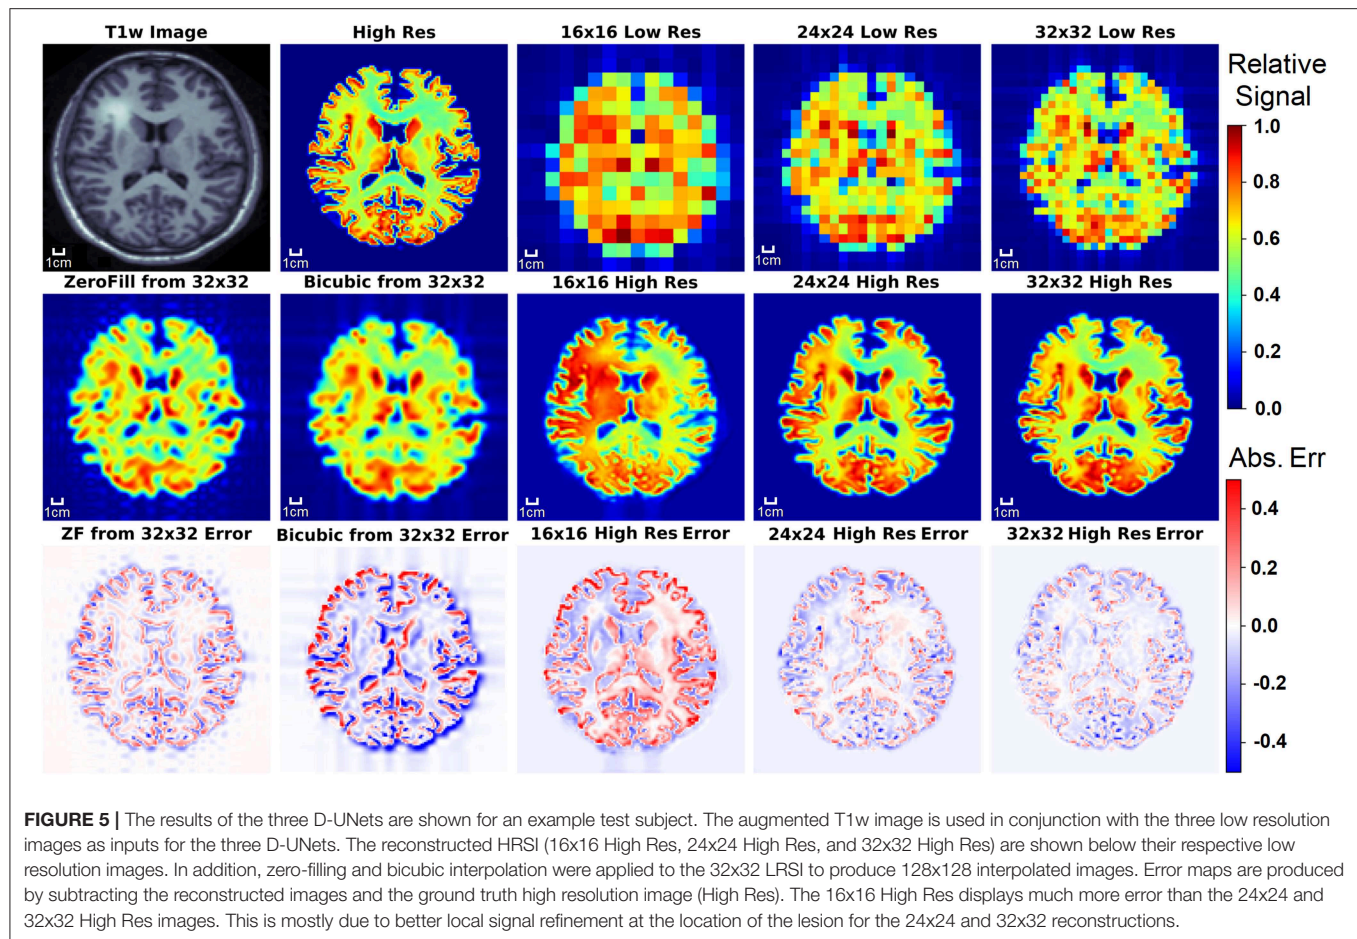 T1w Image High Res 16x16 Low Res 24x24 Low Res 32x32 Low Res
Relative
Signal
1.0
0.8
0.6
0.4
0.2
0.0
1cm 1cm 1cm 1cm 1cm
ZeroFill from 32x32 Bicubic from 32x32 16x16 High Res 24x24 High Res 32x32 High Res
1cm 1cm 1cm 1cm 1cm
Abs. Err
0.4
0.2
0.0
-0.2
-0.4
ZF from 32x32 Error Bicubic from 32x32 Error 16x16 High Res Error 24x24 High Res Error 32x32 High Res Error
FIGURE 5 | The results of the three D-UNets are shown for an example test subject. The augmented T1w image is used in conjunction with the three low resolution
images as inputs for the three D-UNets. The reconstructed HRSI (16x16 High Res, 24x24 High Res, and 32x32 High Res) are shown below their respective low
resolution images. In addition, zero-filling and bicubic interpolation were applied to the 32x32 LRSI to produce 128x128 interpolated images. Error maps are produced
by subtracting the reconstructed images and the ground truth high resolution image (High Res). The 16x16 High Res displays much more error than the 24x24 and
32x32 High Res images. This is mostly due to better local signal refinement at the location of the lesion for the 24x24 and 32x32 reconstructions.